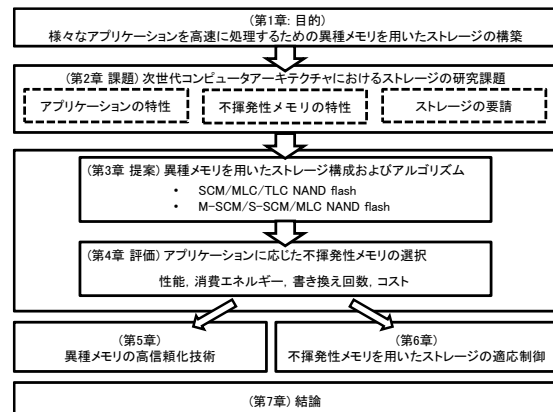 (第1章: 目的)
様々なアプリケーションを高速に処理するための異種メモリを用いたストレージの構築
(第2章 課題) 次世代コンピュータアーキテクチャにおけるストレージの研究課題
アプリケーションの特性
不揮発性メモリの特性
ストレージの要請
(第3章 提案) 異種メモリを用いたストレージ構成およびアルゴリズム
• SCM/MLC/TLC NAND flash
• M-SCM/S-SCM/MLC NAND flash
(第4章 評価) アプリケーションに応じた不揮発性メモリの選択
性能, 消費エネルギー, 書き換え回数, コスト
(第5章)
異種メモリの高信頼化技術
(第6章)
不揮発性メモリを用いたストレージの適応制御
(第7章) 結論